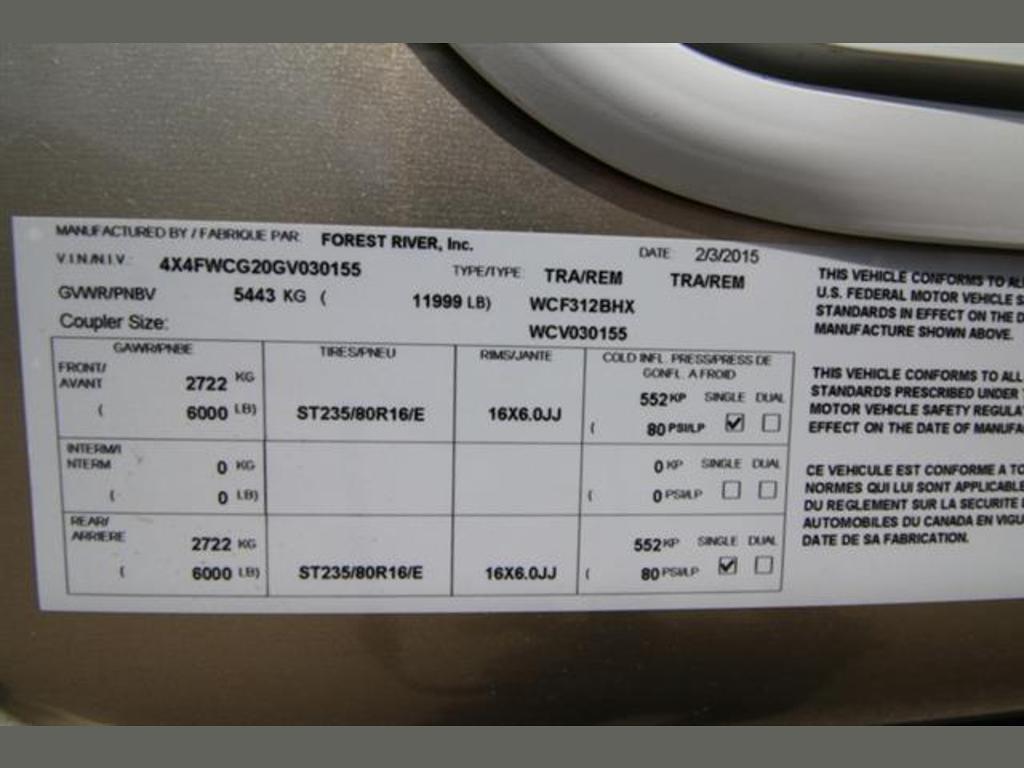 MANUFACTURED BY / FABRIQUE PAR: FOREST RIVER, Inc.
DATE: 2/3/2015
V.I.N./N.I.V.: 4X4FWCG20GV030155 TYPE/TYPE: TRA/REM TRA/REM
GVWR/PNBV 5443 KG ( 11999 LB) WCF312BHX
Coupler Size: WCV030155
GAWR/PNBE TIRES/PNEU RIMS/JANTE COLD INFL. PRESS/PRESS DE
GONFL. A FROID
FRONT/
AVANT 2722 KG 552 KP SINGLE DUAL
( 6000 LB) ST235/80R16/E 16X6.0JJ ( 80 PSI/LP
INTERM/I
NTERM 0 KG 0 KP SINGLE DUAL
( 0 LB) ( 0 PSI/LP
REAR/
ARRIERE 2722 KG 552 KP SINGLE DUAL
( 6000 LB) ST235/80R16/E 16X6.0JJ ( 80 PSI/LP
THIS VEHICLE CONFORMS TO
U.S. FEDERAL MOTOR VEHICLE
STANDARDS IN EFFECT ON THE
MANUFACTURE SHOWN ABOVE.
THIS VEHICLE CONFORMS TO ALL
STANDARDS PRESCRIBED UNDER
MOTOR VEHICLE SAFETY
EFFECT ON THE DATE OF
CE VEHICULE EST CONFORME A
NORMES QUI LUI SONT
DU REGLEMENT SUR LA SECURITE
AUTOMOBILES DU CANADA EN
DATE DE SA FABRICATION.